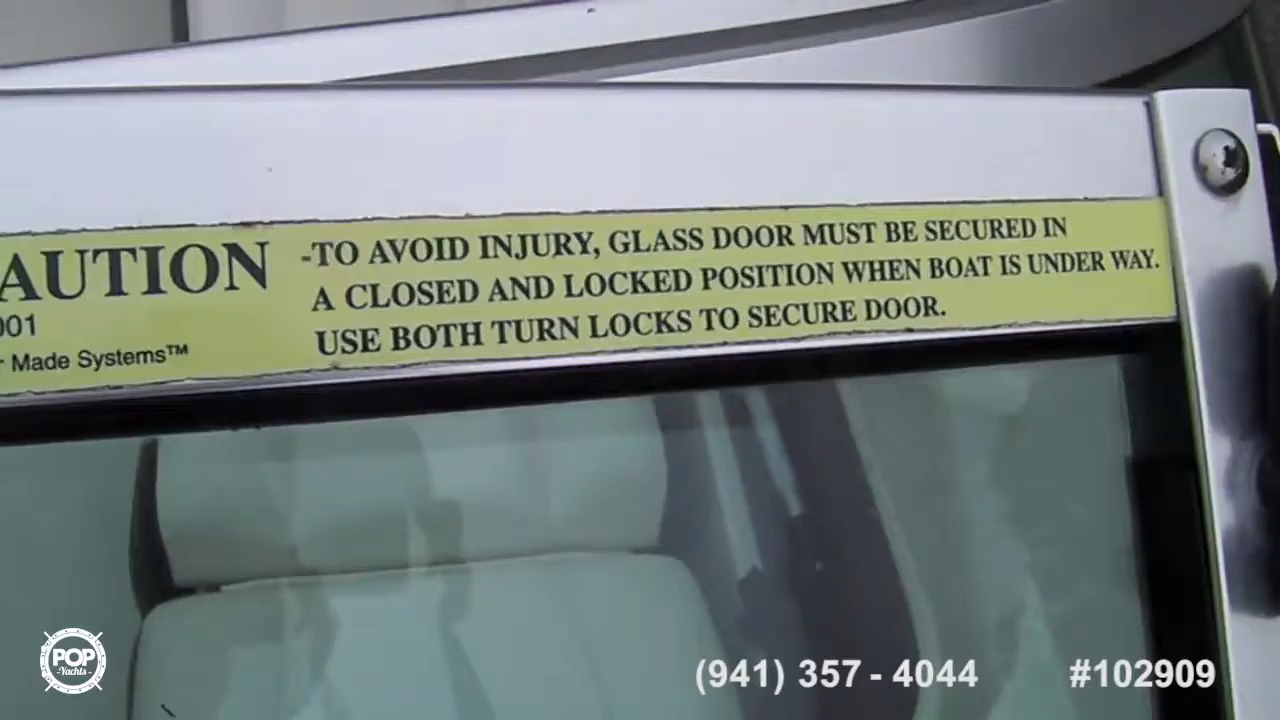 AUTION
001
Made Systems™
-TO AVOID INJURY, GLASS DOOR MUST BE SECURED IN
A CLOSED AND LOCKED POSITION WHEN BOAT IS UNDER WAY.
USE BOTH TURN LOCKS TO SECURE DOOR.
POP
Yachts
(941) 357 - 4044
#102909